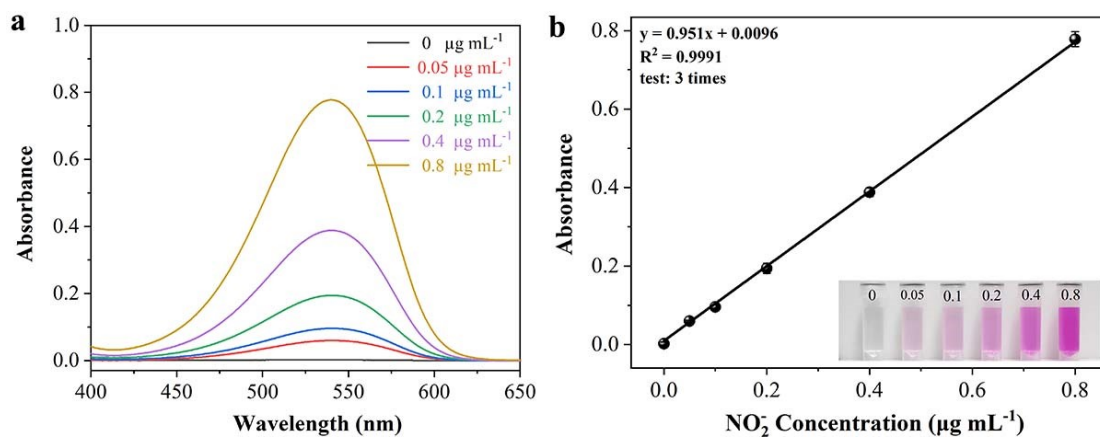 a
Absorbance
1.0
0.8
0.6
0.4
0.2
0.0
400
450
500
550
600
650
Wavelength (nm)
0 µg mL⁻¹
0.05 µg mL⁻¹
0.1 µg mL⁻¹
0.2 µg mL⁻¹
0.4 µg mL⁻¹
0.8 µg mL⁻¹
b
Absorbance
0.8
0.6
0.4
0.2
0.0
y = 0.951x + 0.0096
R² = 0.9991
test: 3 times
0 0.05 0.1 0.2 0.4 0.8
0.0 0.2 0.4 0.6 0.8
NO₂⁻ Concentration (µg mL⁻¹)